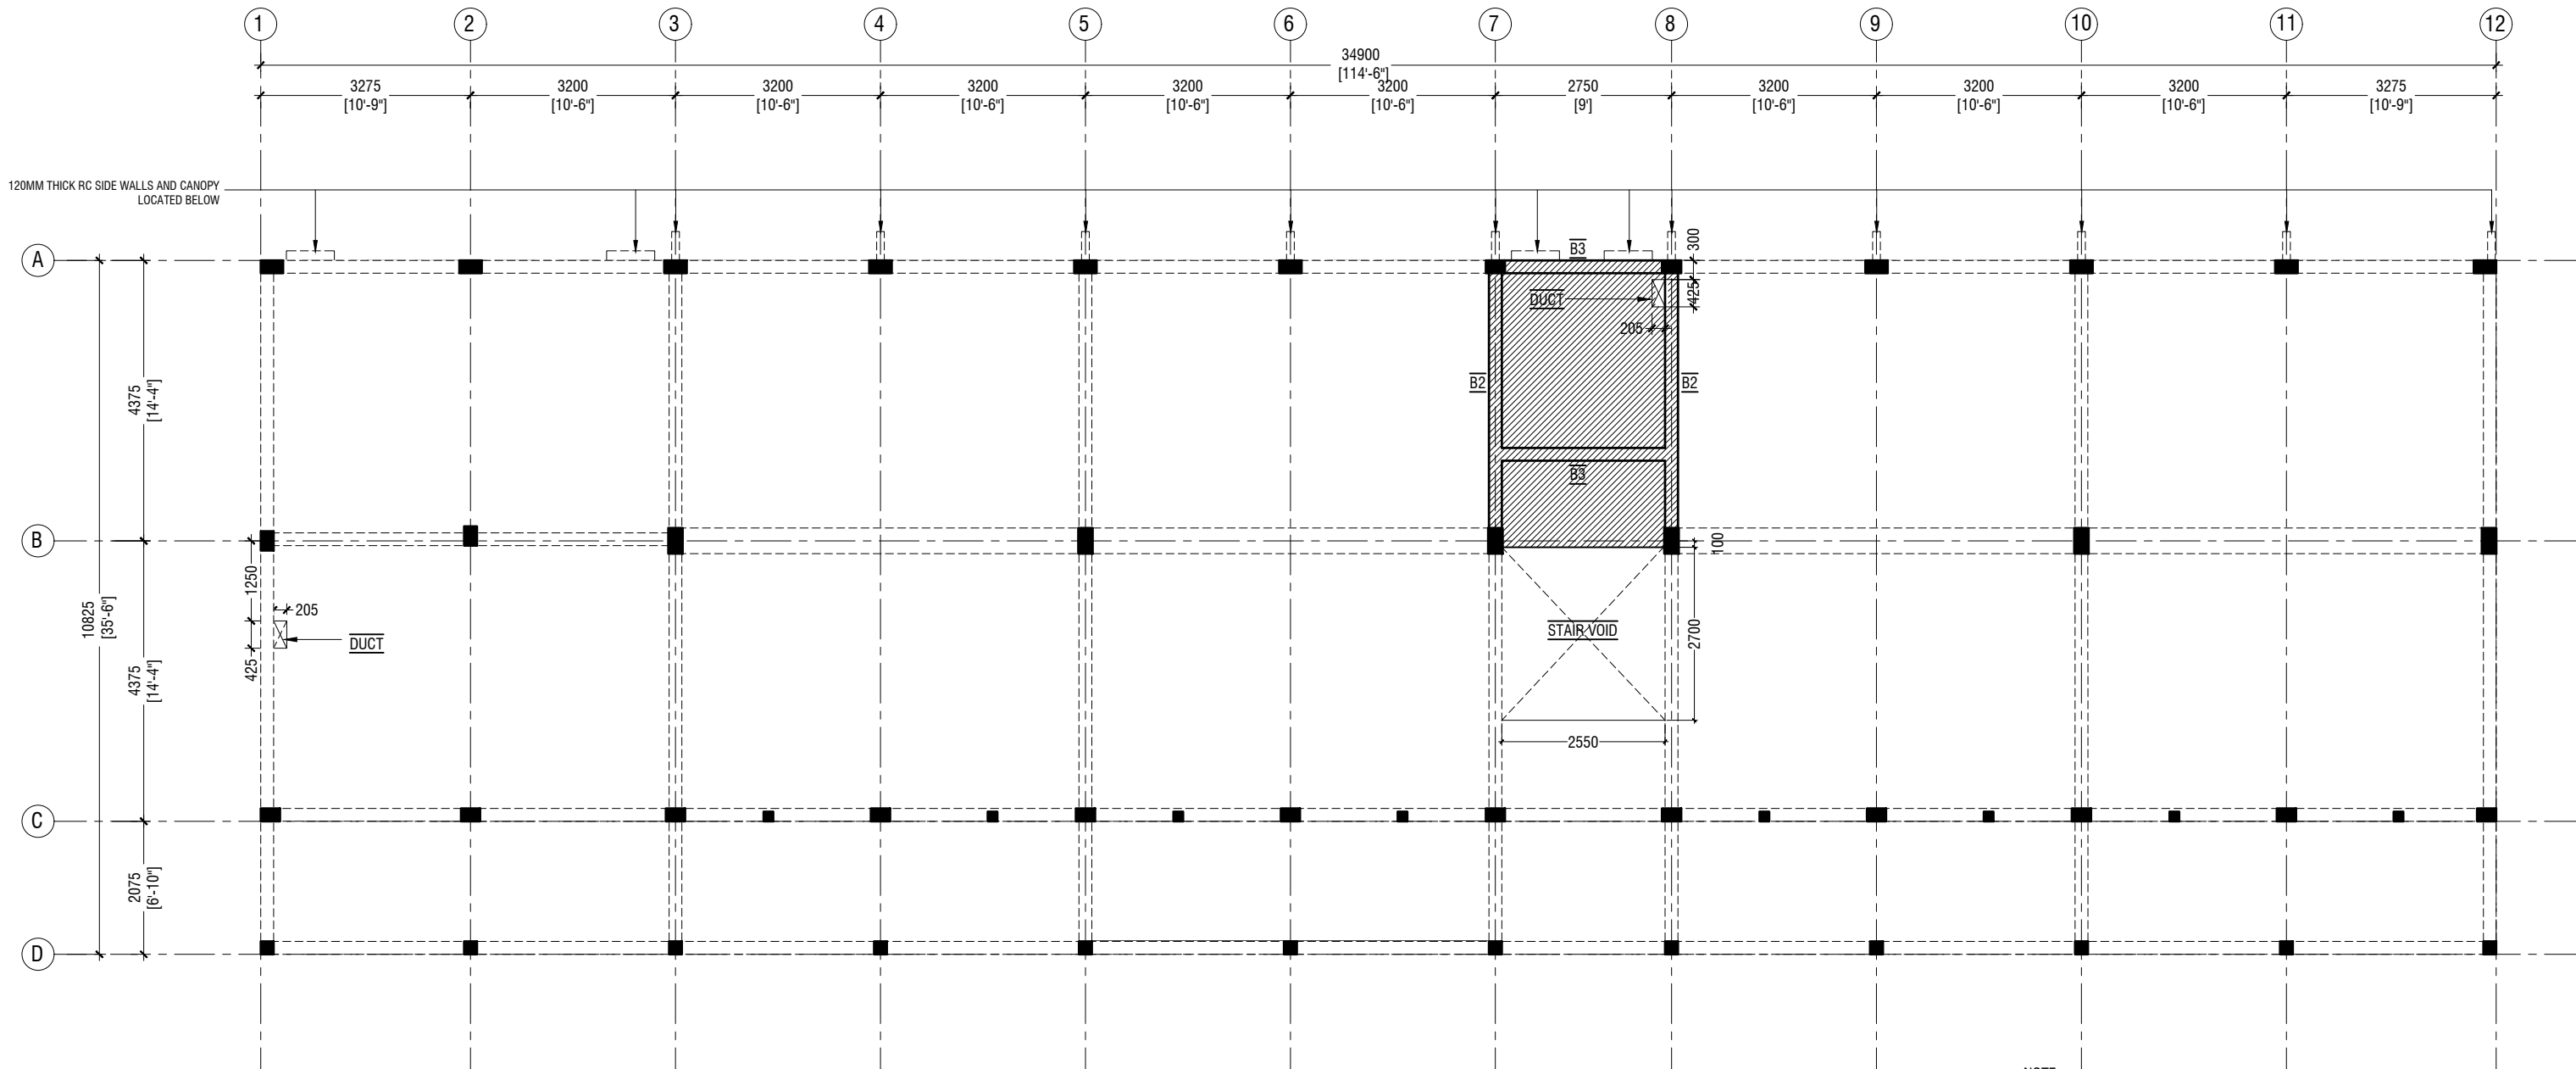 1 2 3 4 5 6 7 8 9 10 11 12
34900
[114'-6"]
3275 3200 3200 3200 3200 3200 2750 3200 3200 3200 3275
[10'-9"] [10'-6"] [10'-6"] [10'-6"] [10'-6"] [10'-6"] [9'] [10'-6"] [10'-6"] [10'-6"] [10'-9"]
120MM THICK RC SIDE WALLS AND CANOPY
LOCATED BELOW
A
B3
300
DUCT
425
205
4375
[14'-4"]
B2
B2
B3
B
100
1250
205
10825
[35'-6"]
DUCT
425
4375
[14'-4"]
STAIR VOID
2700
2550
C
2075
[6'-10"]
D